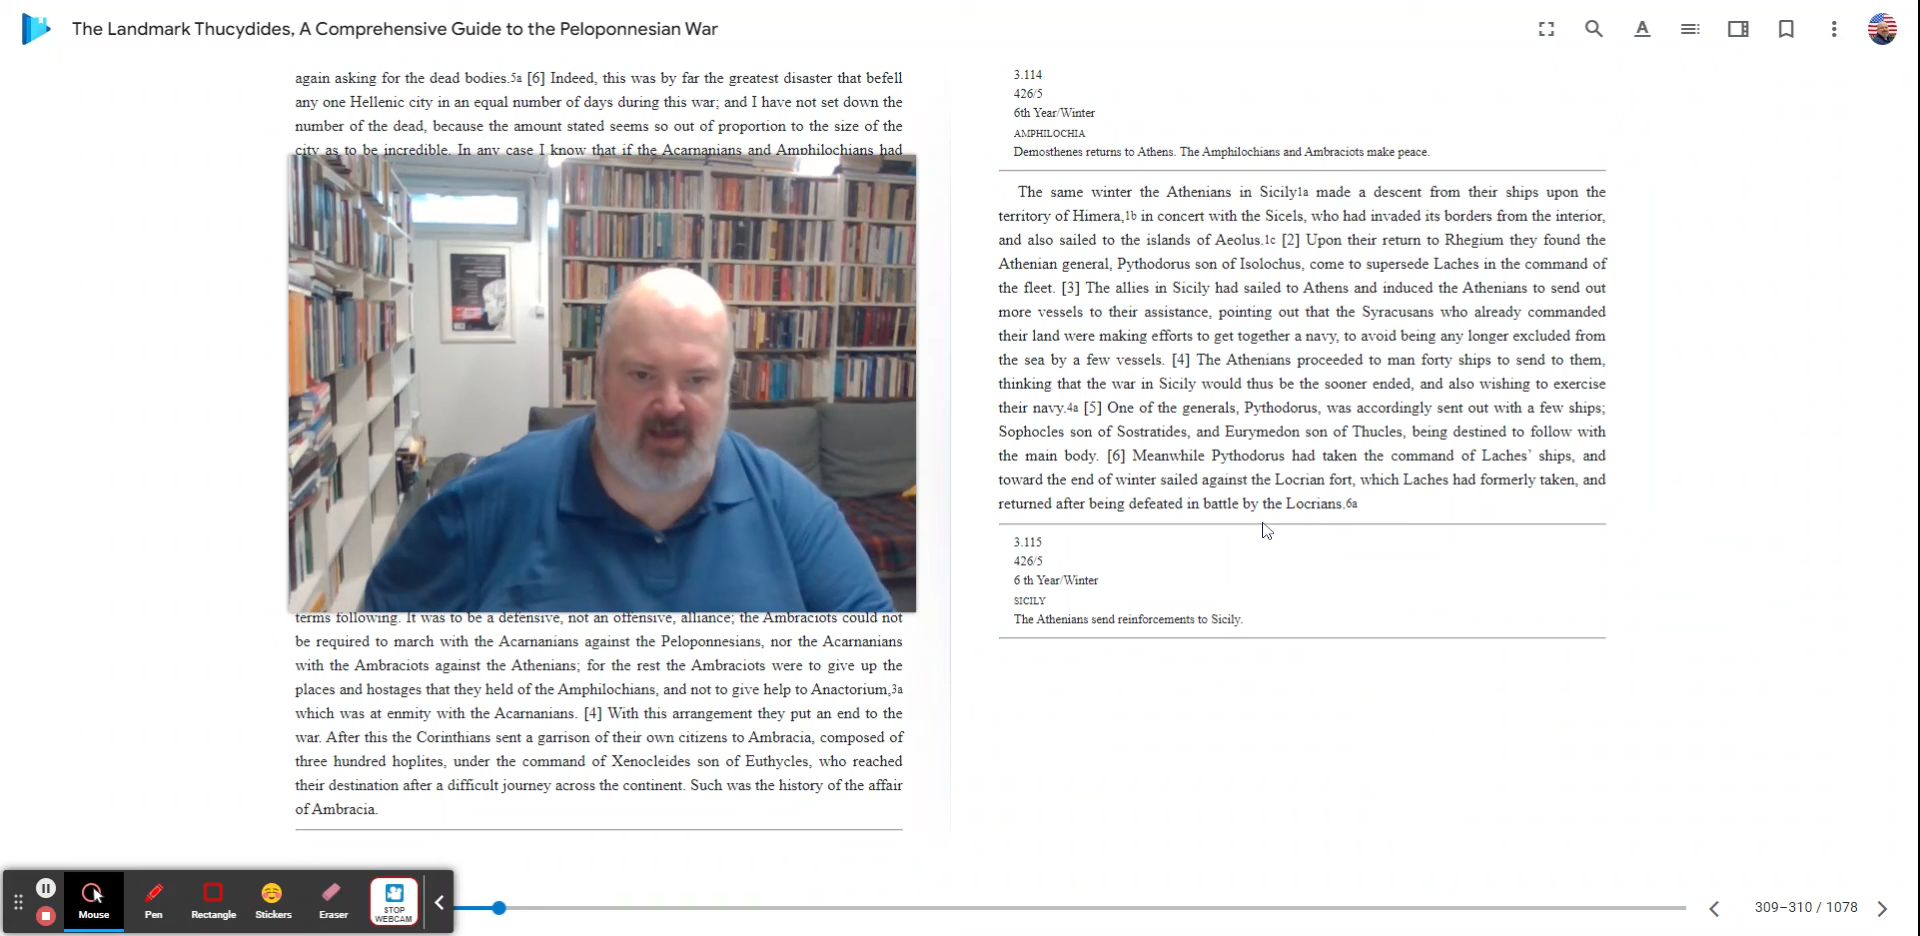 The Landmark Thucydides, A Comprehensive Guide to the Peloponnesian War
again asking for the dead bodies.5a [6] Indeed, this was by far the greatest disaster that befell
any one Hellenic city in an equal number of days during this war; and I have not set down the
number of the dead, because the amount stated seems so out of proportion to the size of the
city as to be incredible. In any case I know that if the Acarnanians and Amphilochians had
terms following. It was to be a defensive, not an offensive, alliance; the Ambraciots could not
be required to march with the Acarnanians against the Peloponnesians, nor the Acarnanians
with the Ambraciots against the Athenians; for the rest the Ambraciots were to give up the
places and hostages that they held of the Amphilochians, and not to give help to Anactorium,3a
which was at enmity with the Acarnanians. [4] With this arrangement they put an end to the
war. After this the Corinthians sent a garrison of their own citizens to Ambracia, composed of
three hundred hoplites, under the command of Xenocleides son of Euthycles, who reached
their destination after a difficult journey across the continent. Such was the history of the affair
of Ambracia.
3.114
426/5
6th Year/Winter
AMPHILOCHIA
Demosthenes returns to Athens. The Amphilochians and Ambraciots make peace.
The same winter the Athenians in Sicily1a made a descent from their ships upon the
territory of Himera,1b in concert with the Sicels, who had invaded its borders from the interior,
and also sailed to the islands of Aeolus.1c [2] Upon their return to Rhegium they found the
Athenian general, Pythodorus son of Isolochus, come to supersede Laches in the command of
the fleet. [3] The allies in Sicily had sailed to Athens and induced the Athenians to send out
more vessels to their assistance, pointing out that the Syracusans who already commanded
their land were making efforts to get together a navy, to avoid being any longer excluded from
the sea by a few vessels. [4] The Athenians proceeded to man forty ships to send to them,
thinking that the war in Sicily would thus be the sooner ended, and also wishing to exercise
their navy.4a [5] One of the generals, Pythodorus, was accordingly sent out with a few ships;
Sophocles son of Sostratides, and Eurymedon son of Thucles, being destined to follow with
the main body. [6] Meanwhile Pythodorus had taken the command of Laches’ ships, and
toward the end of winter sailed against the Locrian fort, which Laches had formerly taken, and
returned after being defeated in battle by the Locrians.6a
3.115
426/5
6 th Year/Winter
SICILY
The Athenians send reinforcements to Sicily.
Mouse
Pen
Rectangle
Stickers
Eraser
STOP
WEBCAM
309–310 / 1078